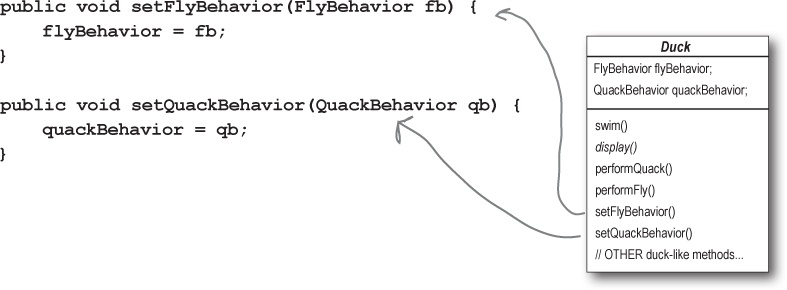 public void setFlyBehavior(FlyBehavior fb) {
    flyBehavior = fb;
}
public void setQuackBehavior(QuackBehavior qb) {
    quackBehavior = qb;
}
Duck
FlyBehavior flyBehavior;
QuackBehavior quackBehavior;
swim()
display()
performQuack()
performFly()
setFlyBehavior()
setQuackBehavior()
// OTHER duck-like methods...